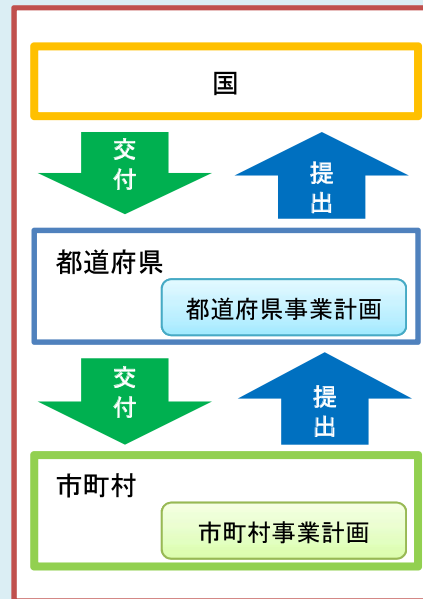 国
交付
提出
都道府県
都道府県事業計画
交付
提出
市町村
市町村事業計画